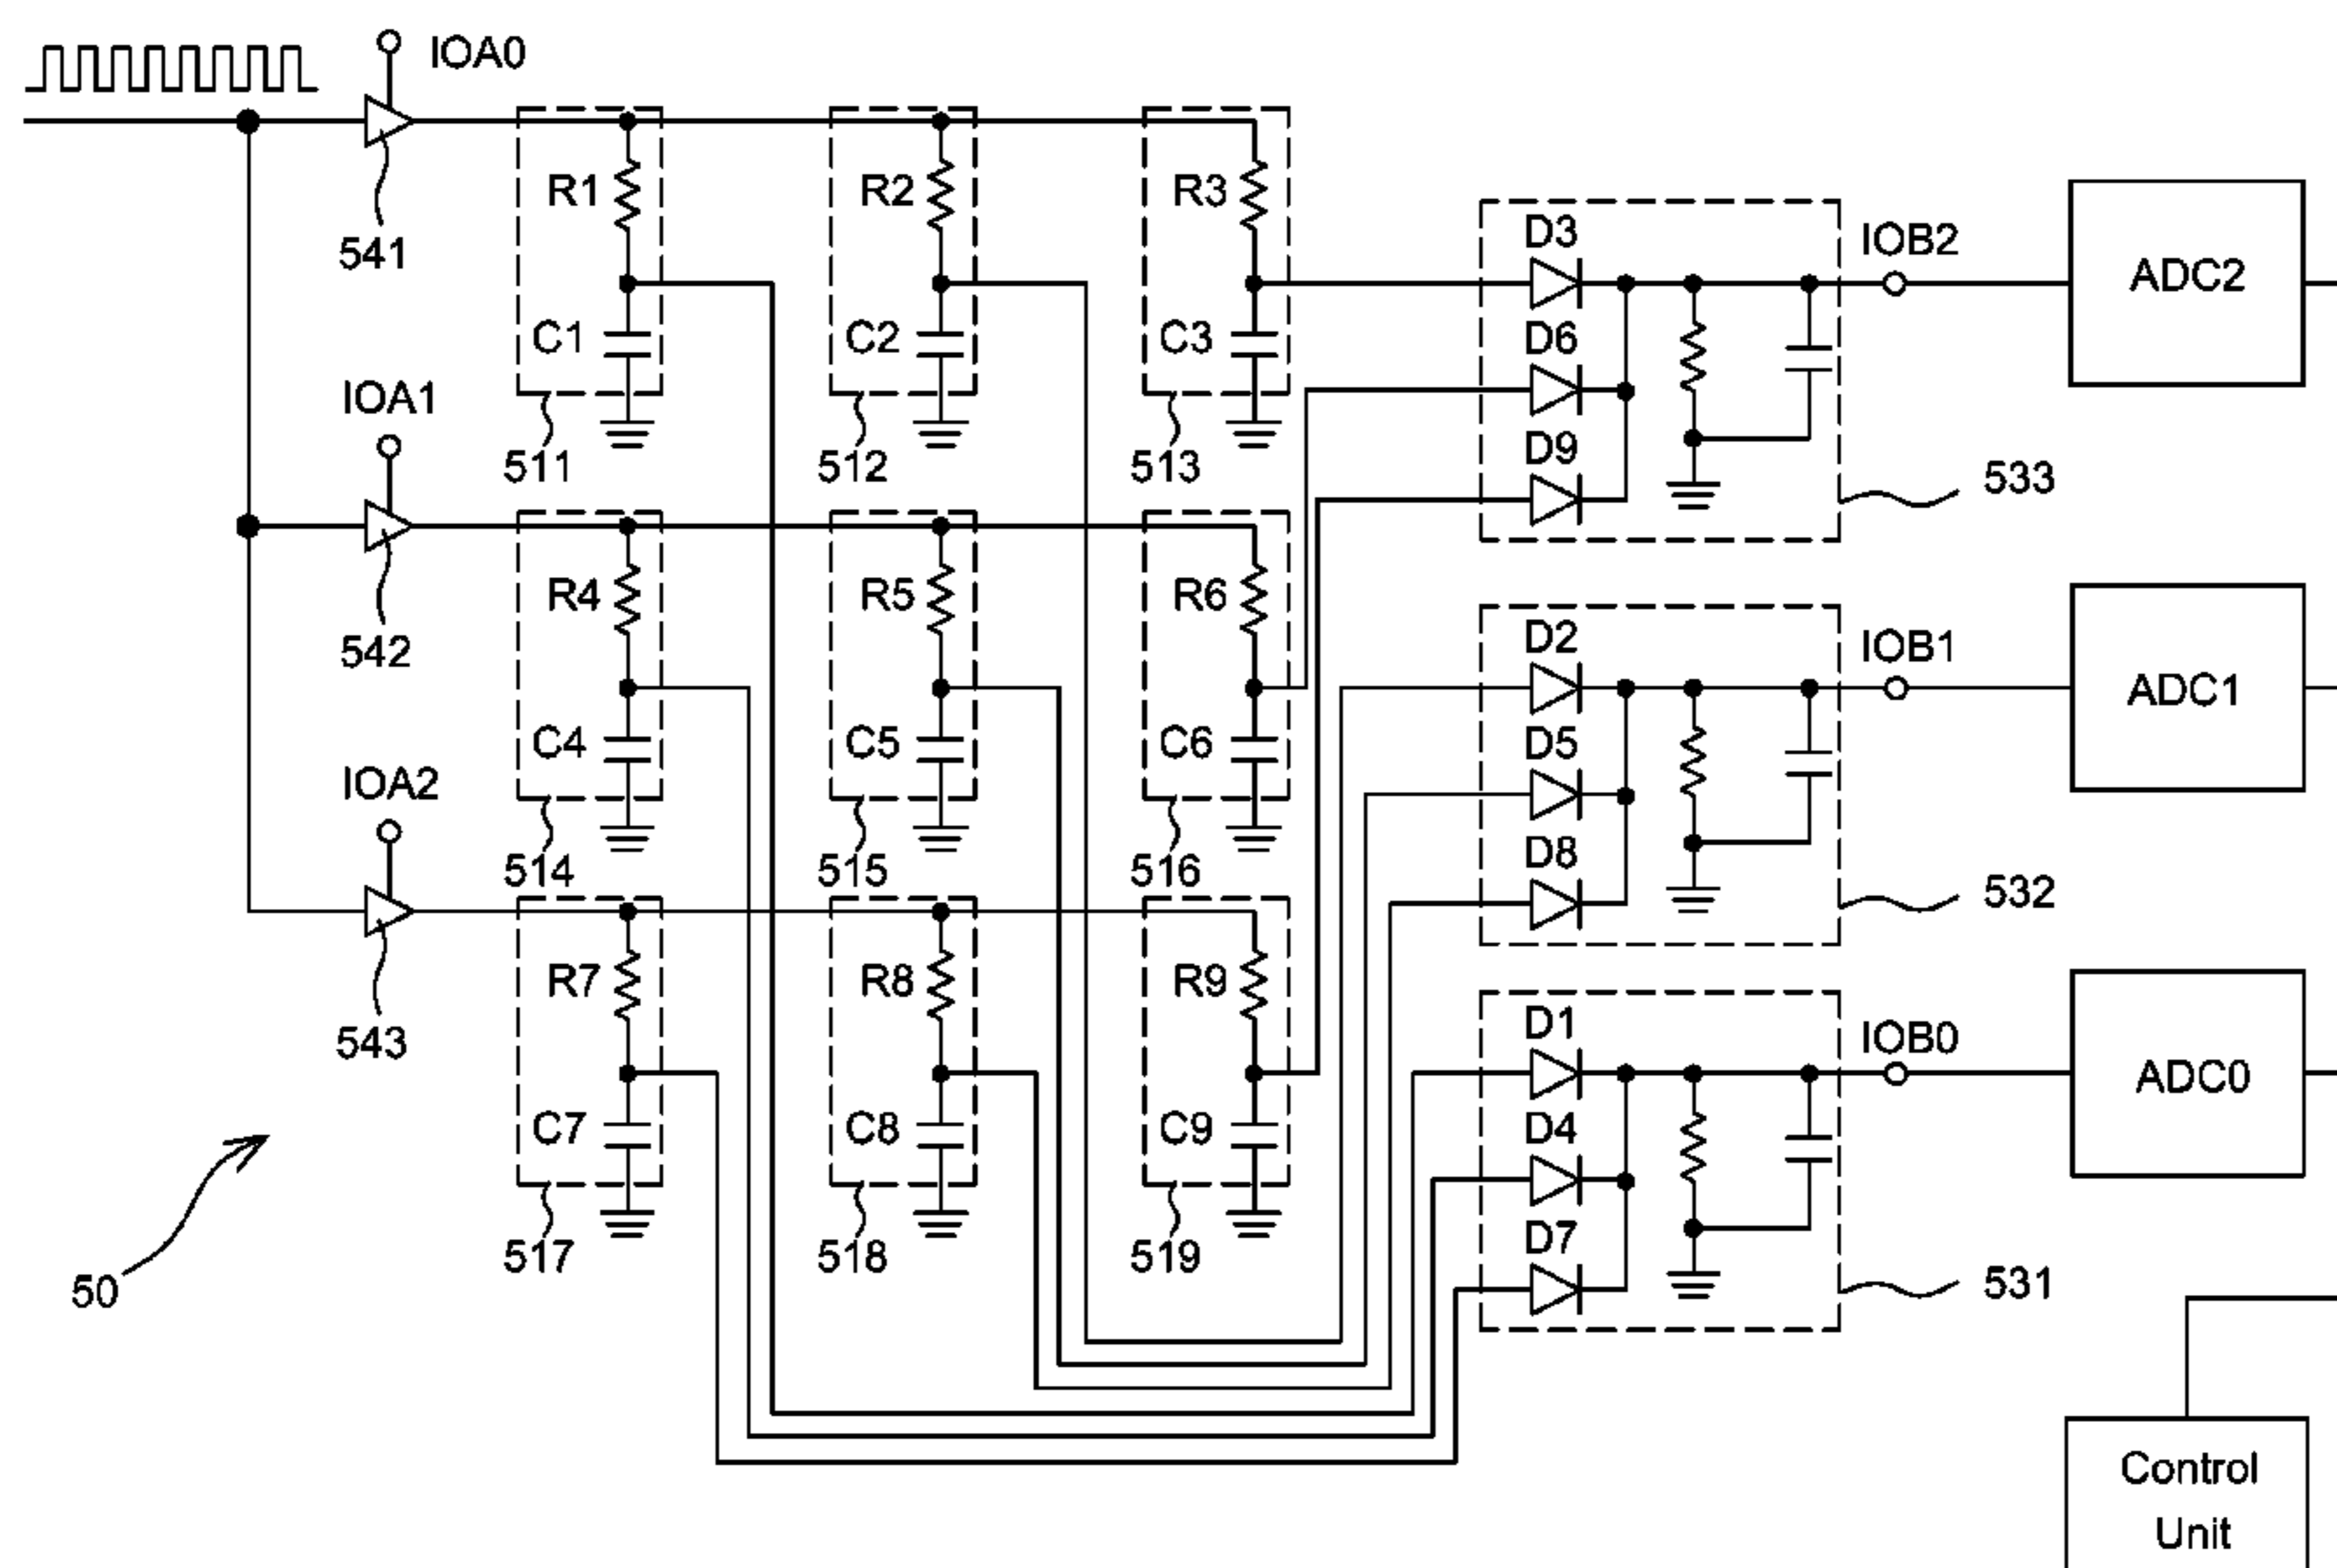 IOA0
541
R1
R2
R3
C1
C2
C3
511
512
513
D3
D6
D9
IOB2
ADC2
533
IOA1
542
R4
R5
R6
C4
C5
C6
514
515
516
D2
D5
D8
IOB1
ADC1
532
IOA2
543
R7
R8
R9
C7
C8
C9
517
518
519
D1
D4
D7
IOB0
ADC0
531
50
Control
Unit